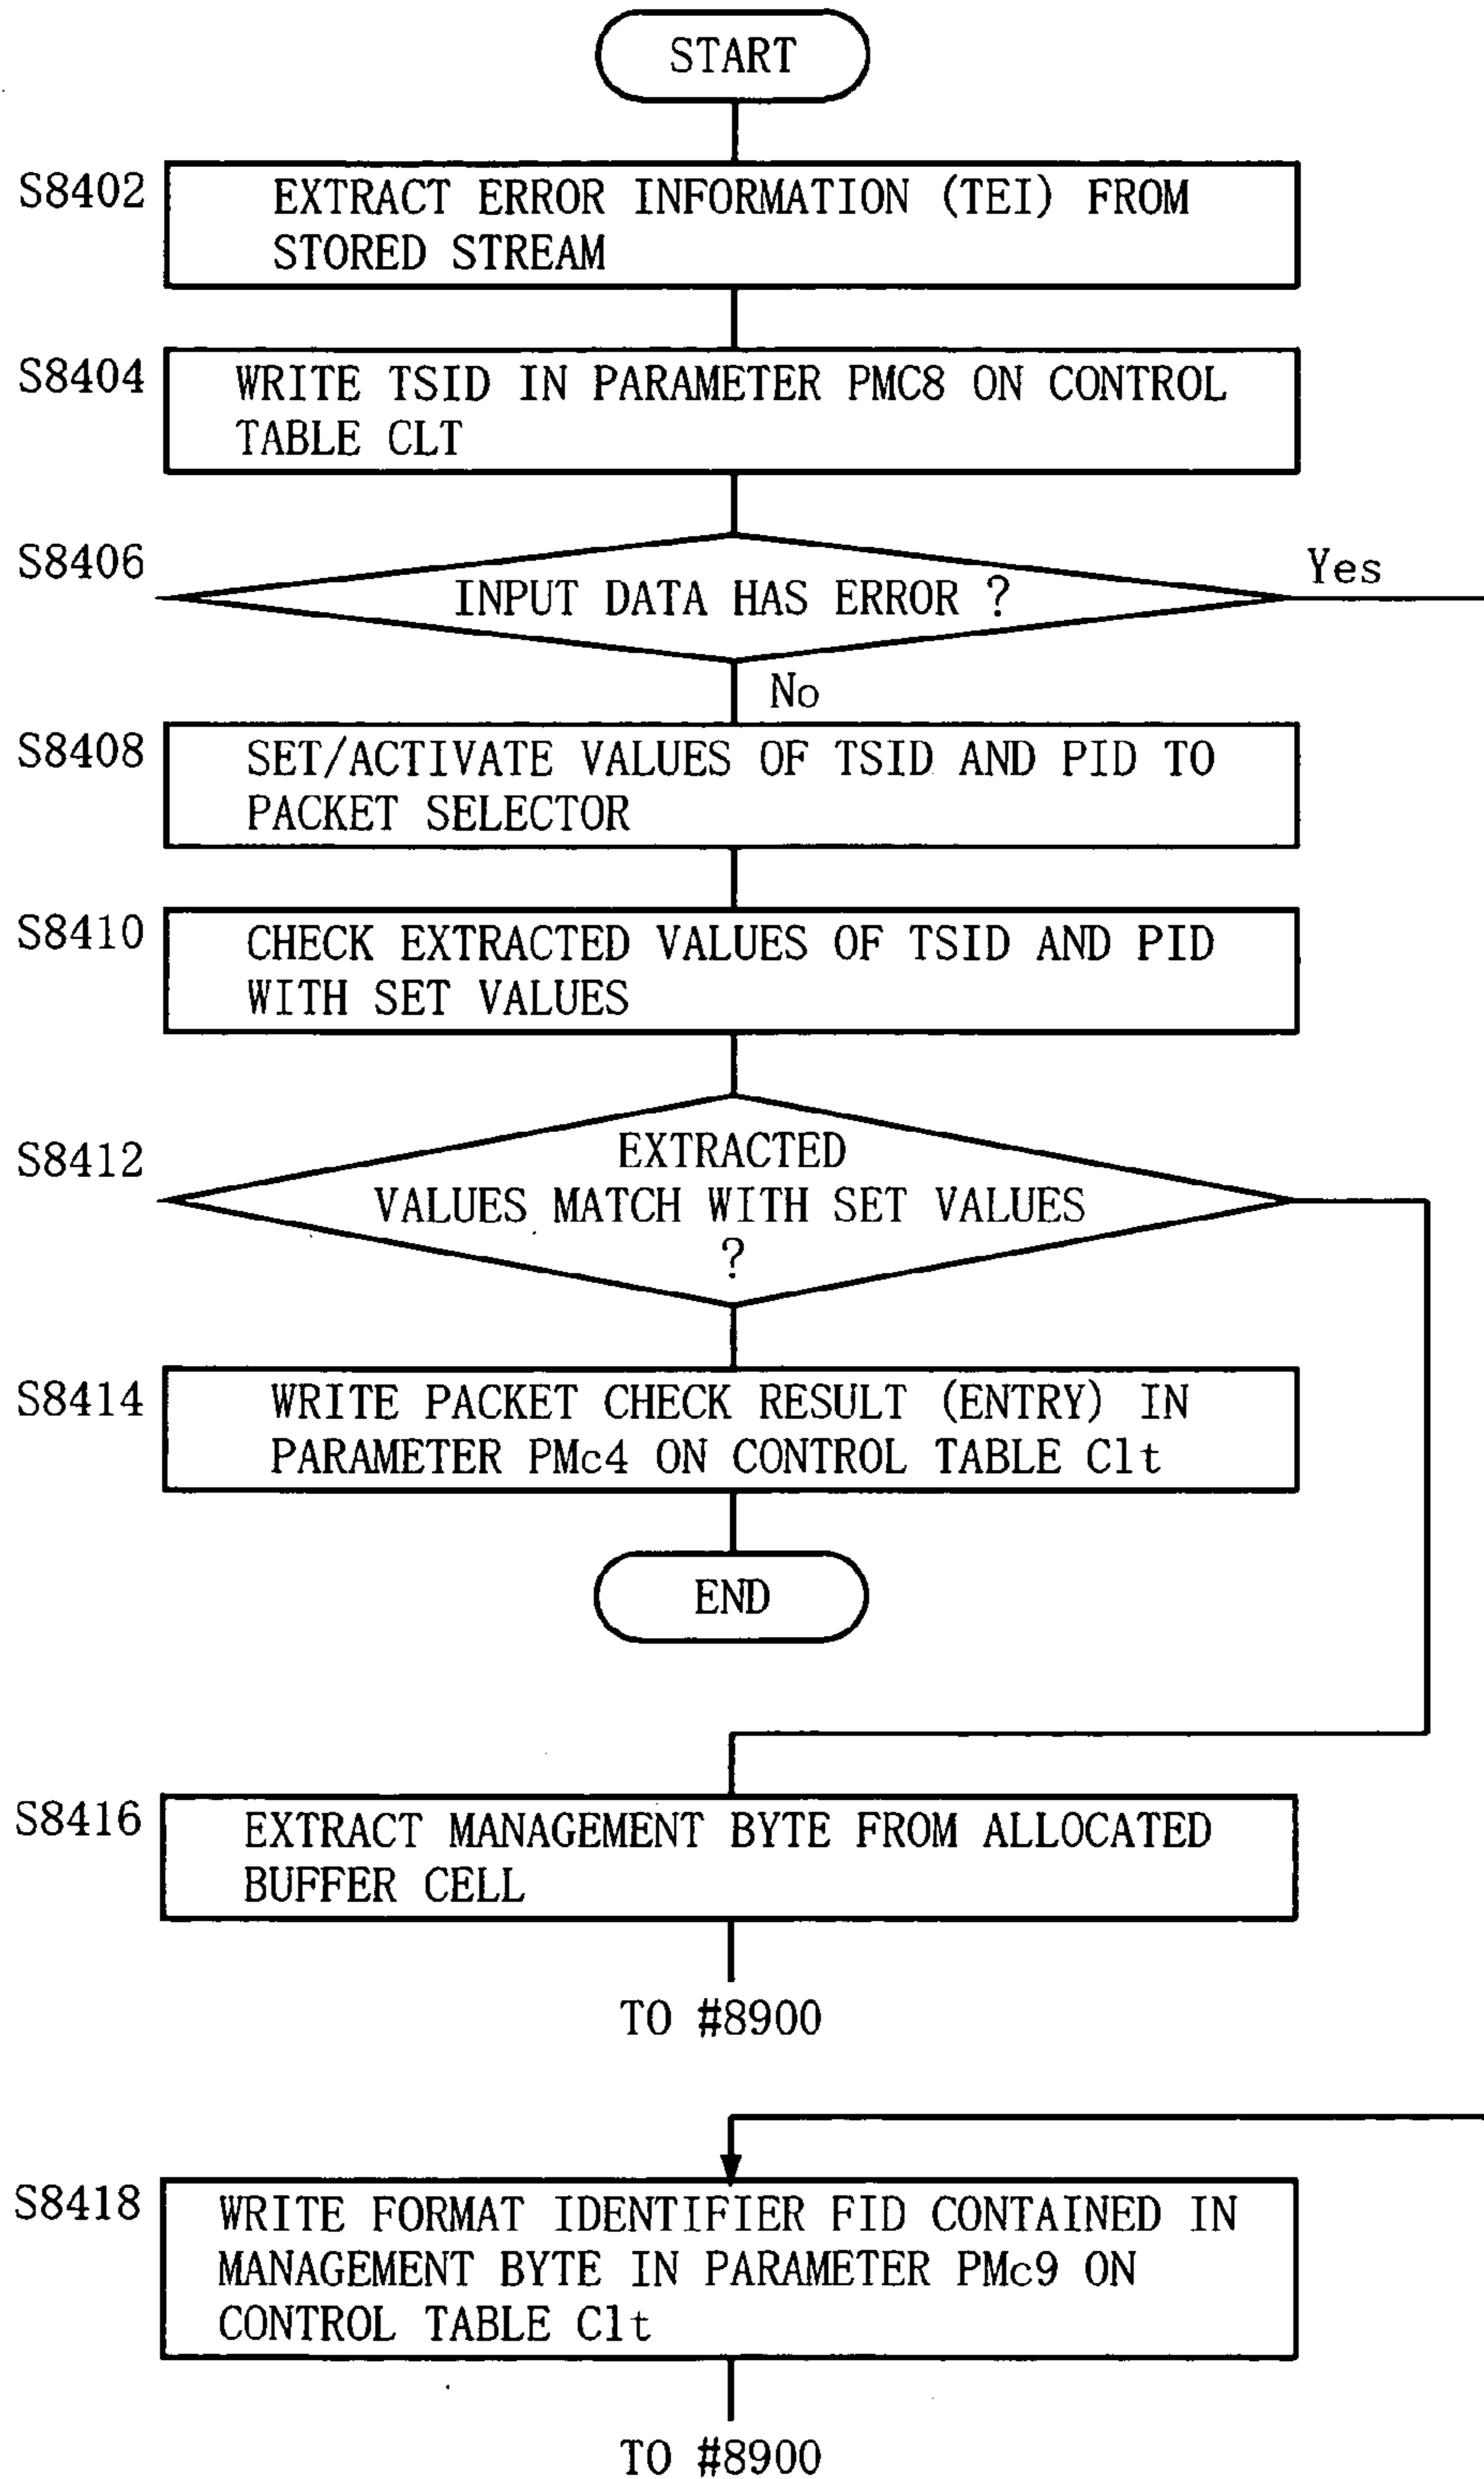 START
S8402
EXTRACT ERROR INFORMATION (TEI) FROM
STORED STREAM
S8404
WRITE TSID IN PARAMETER PMC8 ON CONTROL
TABLE CLT
S8406
INPUT DATA HAS ERROR ?
Yes
No
S8408
SET/ACTIVATE VALUES OF TSID AND PID TO
PACKET SELECTOR
S8410
CHECK EXTRACTED VALUES OF TSID AND PID
WITH SET VALUES
S8412
EXTRACTED
VALUES MATCH WITH SET VALUES
?
S8414
WRITE PACKET CHECK RESULT (ENTRY) IN
PARAMETER PMc4 ON CONTROL TABLE Clt
END
S8416
EXTRACT MANAGEMENT BYTE FROM ALLOCATED
BUFFER CELL
TO #8900
S8418
WRITE FORMAT IDENTIFIER FID CONTAINED IN
MANAGEMENT BYTE IN PARAMETER PMc9 ON
CONTROL TABLE Clt
TO #8900